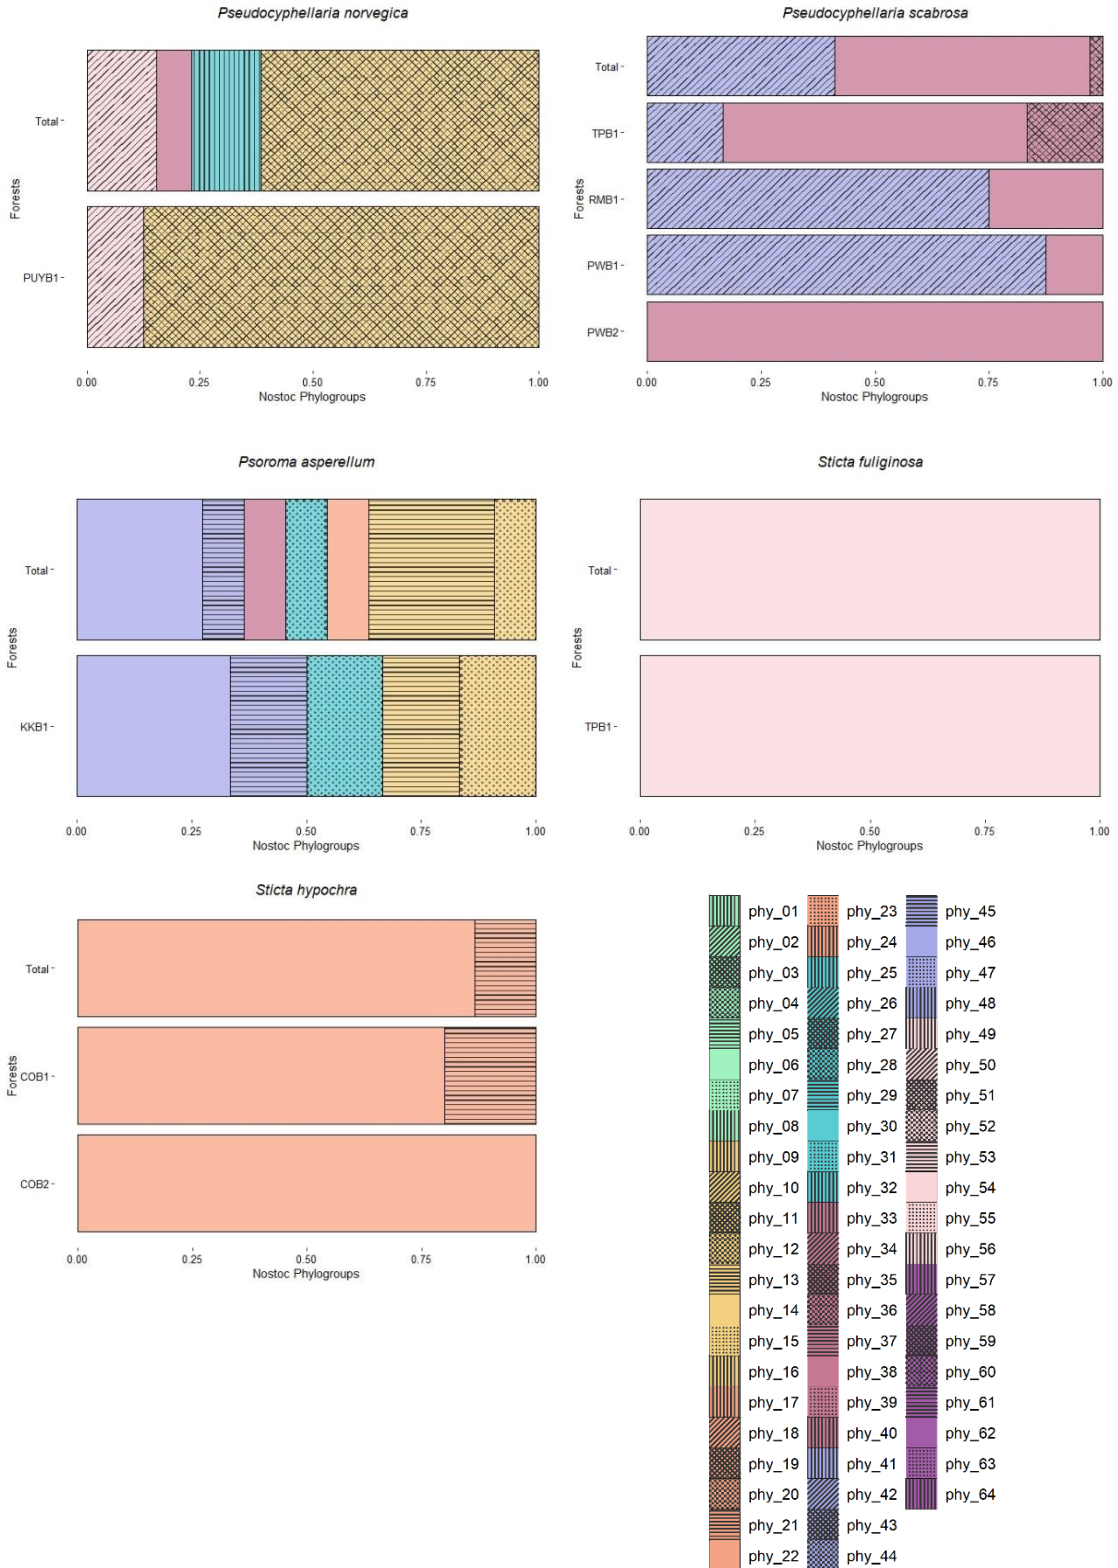 Pseudocyphellaria norvegica
Total
PUYB1
Forests
0.00 0.25 0.50 0.75 1.00
Nostoc Phylogroups
Pseudocyphellaria scabrosa
Total
TPB1
RMB1
PWB1
PWB2
Forests
0.00 0.25 0.50 0.75 1.00
Nostoc Phylogroups
Psoroma asperellum
Total
KKB1
Forests
0.00 0.25 0.50 0.75 1.00
Nostoc Phylogroups
Sticta fuliginosa
Total
TPB1
Forests
0.00 0.25 0.50 0.75 1.00
Nostoc Phylogroups
Sticta hypochra
Total
COB1
COB2
Forests
0.00 0.25 0.50 0.75 1.00
Nostoc Phylogroups
phy_01
phy_02
phy_03
phy_04
phy_05
phy_06
phy_07
phy_08
phy_09
phy_10
phy_11
phy_12
phy_13
phy_14
phy_15
phy_16
phy_17
phy_18
phy_19
phy_20
phy_21
phy_22
phy_23
phy_24
phy_25
phy_26
phy_27
phy_28
phy_29
phy_30
phy_31
phy_32
phy_33
phy_34
phy_35
phy_36
phy_37
phy_38
phy_39
phy_40
phy_41
phy_42
phy_43
phy_44
phy_45
phy_46
phy_47
phy_48
phy_49
phy_50
phy_51
phy_52
phy_53
phy_54
phy_55
phy_56
phy_57
phy_58
phy_59
phy_60
phy_61
phy_62
phy_63
phy_64